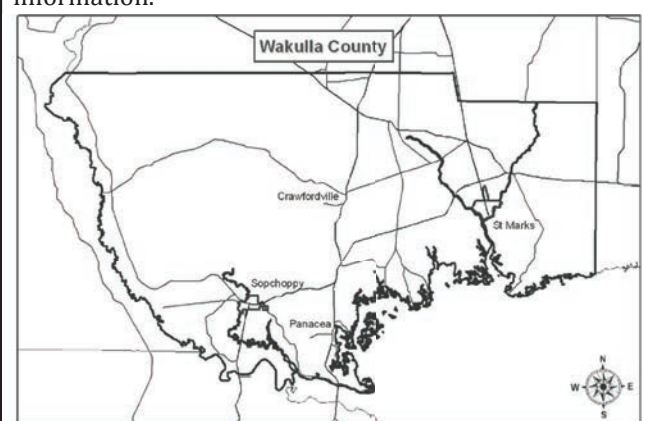 information.
Wakulla County
Crawfordville
St Marks
Sopchoppy
Panacea
N
W E
S